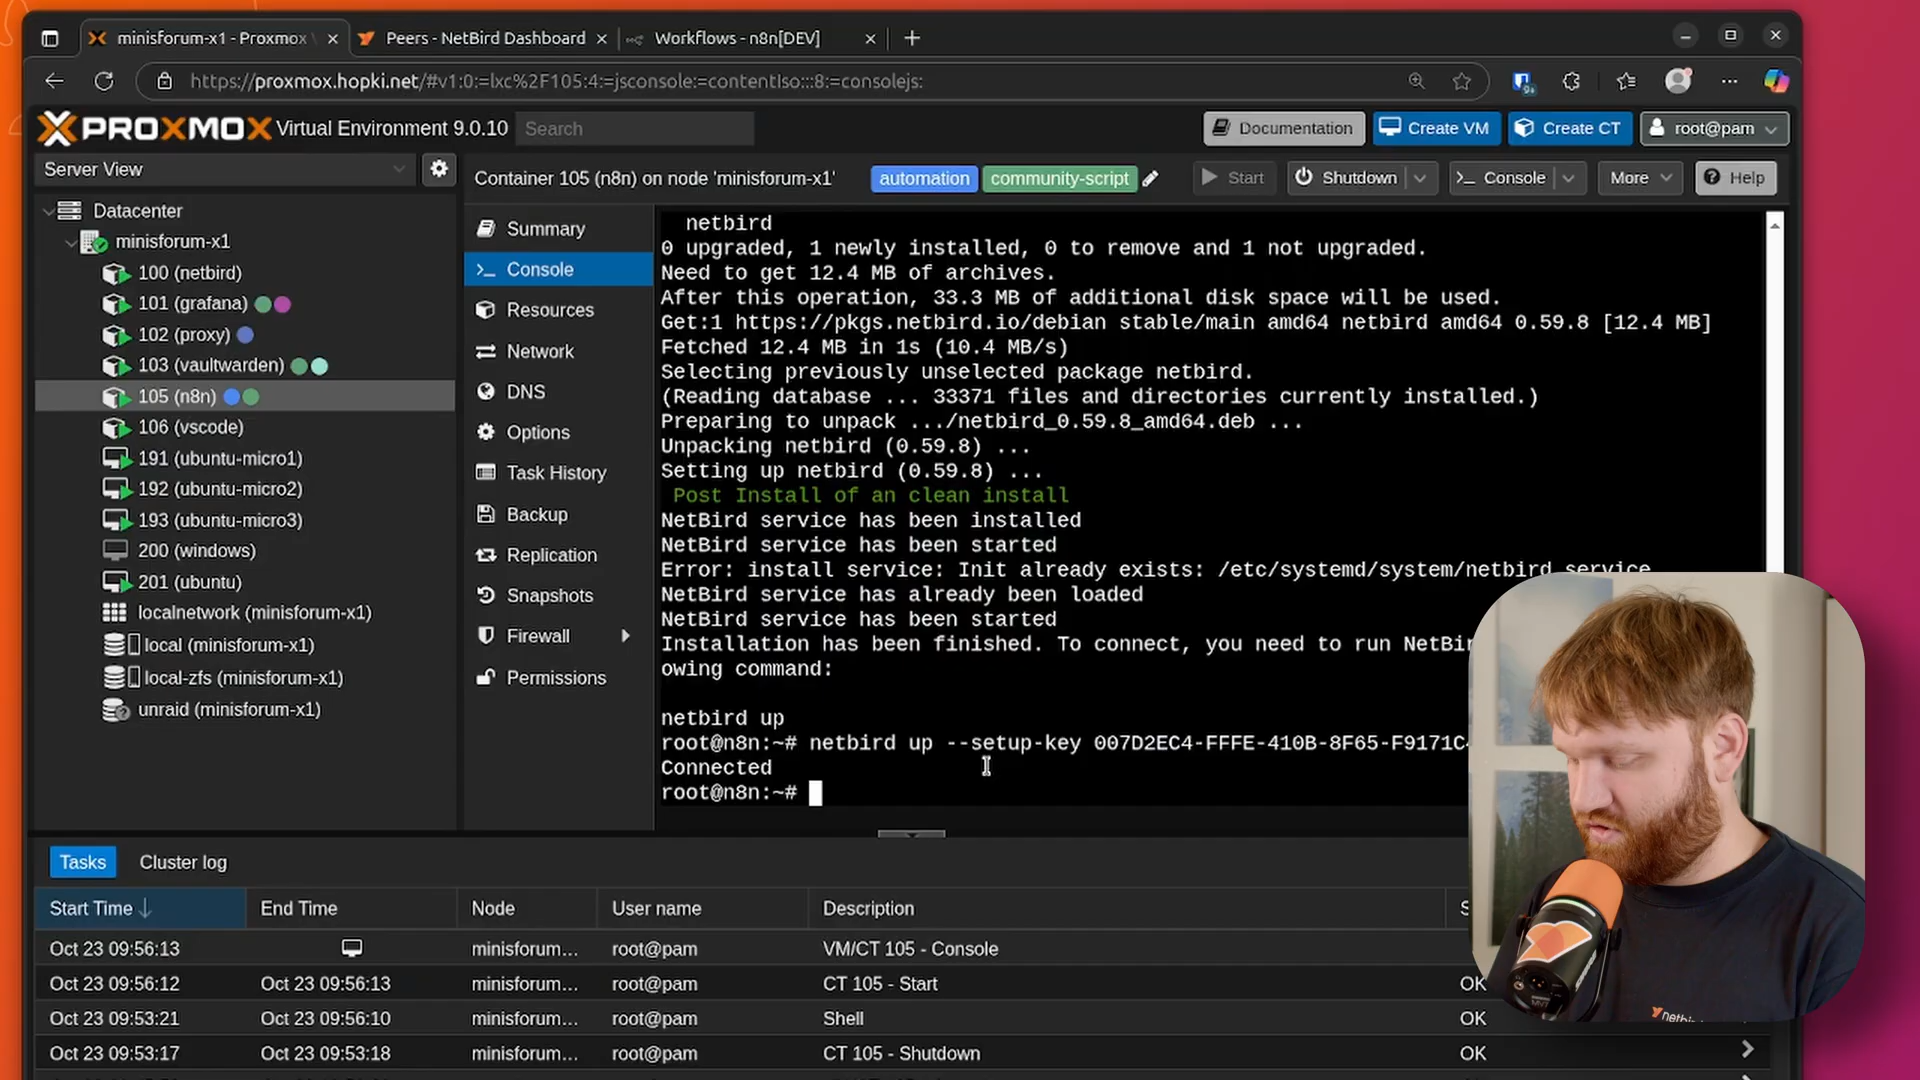 minisforum-x1 - Proxmox
Peers - NetBird Dashboard
Workflows - n8n[DEV]
https://proxmox.hopki.net/#v1:0:=lxc%2F105:4:=jsconsole:=contentIso:::8:=consolejs:
PROXMOX Virtual Environment 9.0.10
Search
Documentation
Create VM
Create CT
root@pam
Server View
Container 105 (n8n) on node 'minisforum-x1'
automation
community-script
Start
Shutdown
>_ Console
More
Help
Datacenter
minisforum-x1
100 (netbird)
101 (grafana)
102 (proxy)
103 (vaultwarden)
105 (n8n)
106 (vscode)
191 (ubuntu-micro1)
192 (ubuntu-micro2)
193 (ubuntu-micro3)
200 (windows)
201 (ubuntu)
localnetwork (minisforum-x1)
local (minisforum-x1)
local-zfs (minisforum-x1)
unraid (minisforum-x1)
Summary
>_ Console
Resources
Network
DNS
Options
Task History
Backup
Replication
Snapshots
Firewall
Permissions
netbird
0 upgraded, 1 newly installed, 0 to remove and 1 not upgraded.
Need to get 12.4 MB of archives.
After this operation, 33.3 MB of additional disk space will be used.
Get:1 https://pkgs.netbird.io/debian stable/main amd64 netbird amd64 0.59.8 [12.4 MB]
Fetched 12.4 MB in 1s (10.4 MB/s)
Selecting previously unselected package netbird.
(Reading database ... 33371 files and directories currently installed.)
Preparing to unpack .../netbird_0.59.8_amd64.deb ...
Unpacking netbird (0.59.8) ...
Setting up netbird (0.59.8) ...
Post Install of an clean install
NetBird service has been installed
NetBird service has been started
Error: install service: Init already exists: /etc/systemd/system/netbird.service
NetBird service has already been loaded
NetBird service has been started
Installation has been finished. To connect, you need to run NetBir
owing command:
netbird up
root@n8n:~# netbird up --setup-key 007D2EC4-FFFE-410B-8F65-F9171C
Connected
root@n8n:~#
Tasks
Cluster log
Start Time
End Time
Node
User name
Description
S
Oct 23 09:56:13
minisforum...
root@pam
VM/CT 105 - Console
Oct 23 09:56:12
Oct 23 09:56:13
minisforum...
root@pam
CT 105 - Start
OK
Oct 23 09:53:21
Oct 23 09:56:10
minisforum...
root@pam
Shell
OK
Oct 23 09:53:17
Oct 23 09:53:18
minisforum...
root@pam
CT 105 - Shutdown
OK
netbi